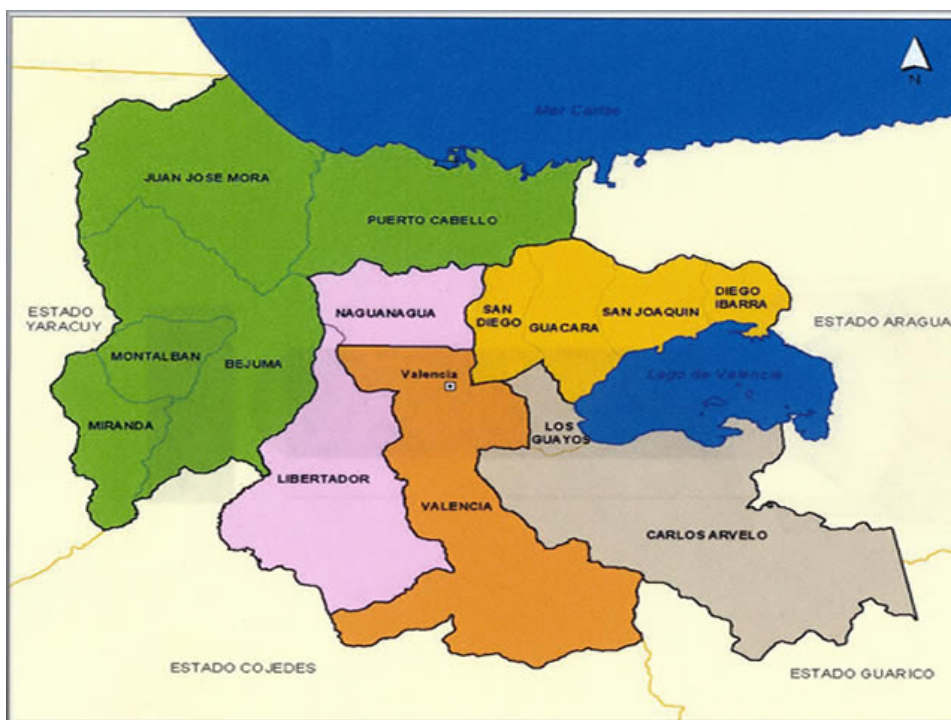 N
Mar Caribe
JUAN JOSE MORA
PUERTO CABELLO
ESTADO
YARACUY
NAGUANAGUA
SAN
DIEGO
GUACARA
SAN JOAQUIN
DIEGO
IBARRA
ESTADO ARAGUA
MONTALBAN
BEJUMA
Valencia
Lago de Valencia
MIRANDA
LOS
GUAYOS
LIBERTADOR
VALENCIA
CARLOS ARVELO
ESTADO COJEDES
ESTADO GUARICO